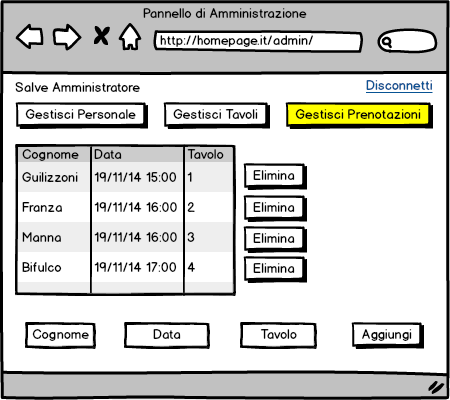 Pannello di Amministrazione
http://homepage.it/admin/
Salve Amministratore Disconnetti
Gestisci Personale Gestisci Tavoli Gestisci Prenotazioni
Cognome Data Tavolo
Guilizzoni 19/11/14 15:00 1 Elimina
Franza 19/11/14 16:00 2 Elimina
Manna 19/11/14 16:00 3 Elimina
Bifulco 19/11/14 17:00 4 Elimina
Cognome Data Tavolo Aggiungi